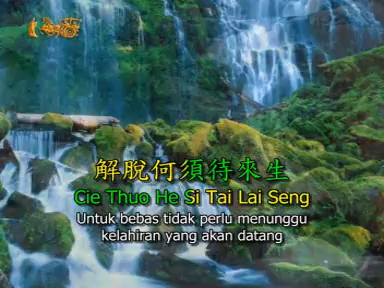 解脫何須待來生
Cie Thuo He Si Tai Lai Seng
Untuk bebas tidak perlu menunggu
kelahiran yang akan datang